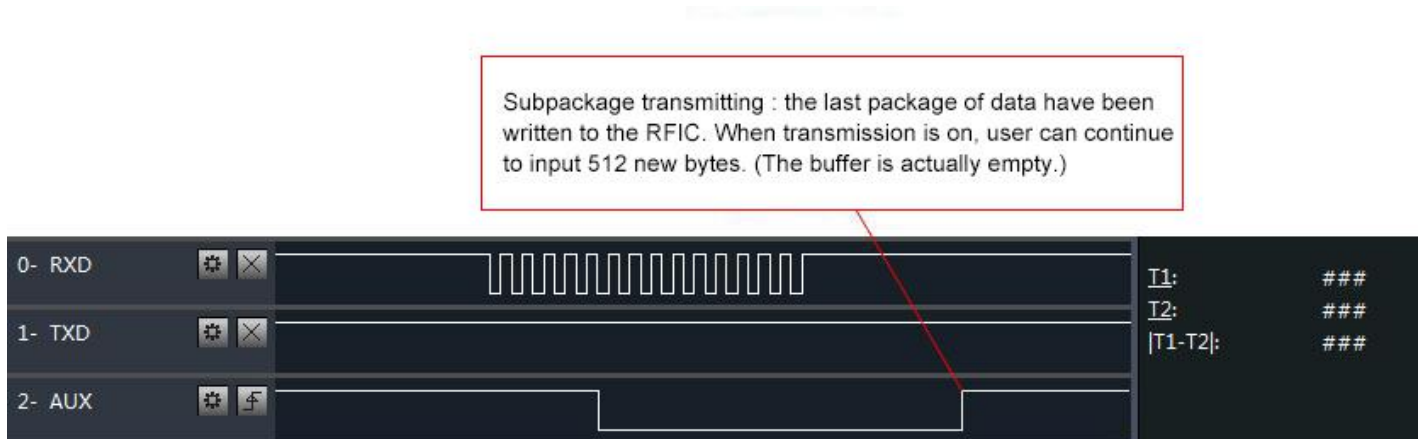 Subpackage transmitting : the last package of data have been
written to the RFIC. When transmission is on, user can continue
to input 512 new bytes. (The buffer is actually empty.)
0- RXD
T1: ###
1- TXD
T2: ###
|T1-T2|: ###
2- AUX